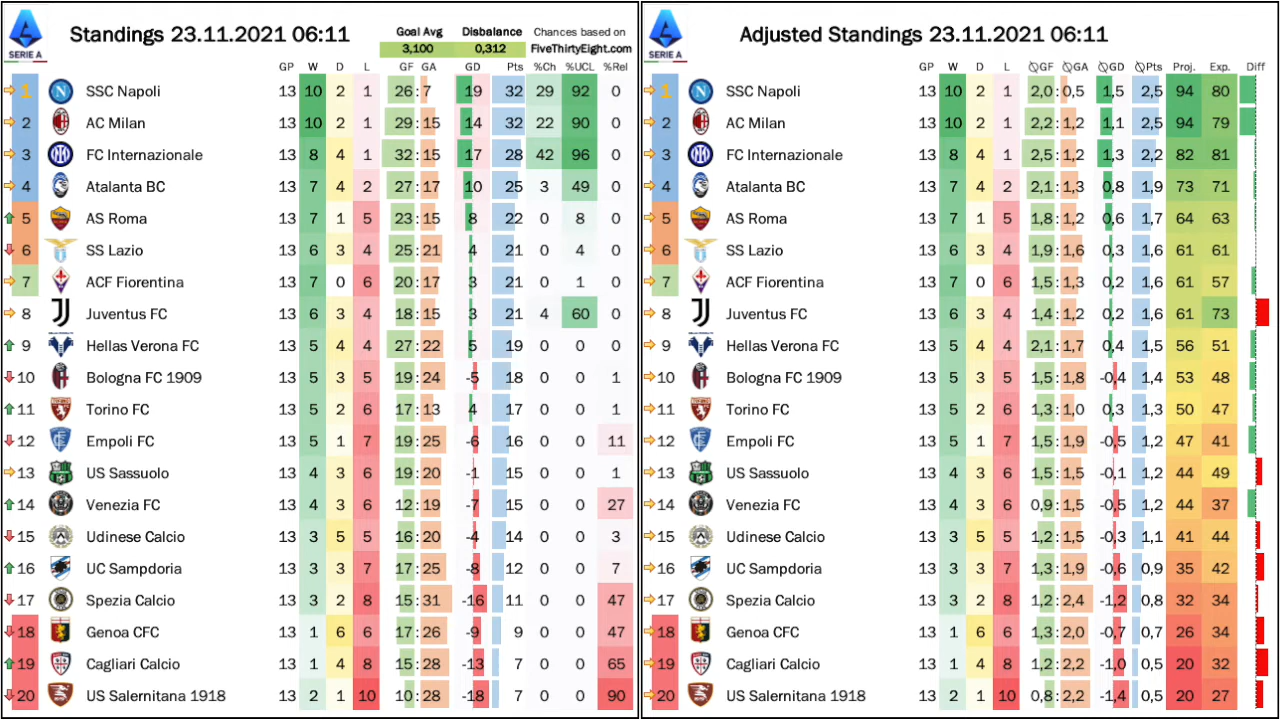 SERIE A
Standings 23.11.2021 06:11
Goal Avg Disbalance Chances based on
3,100 0,312 FiveThirtyEight.com
GP W D L GF GA GD Pts %Ch %UCL %Rel
1 SSC Napoli 13 10 2 1 26:7 19 32 29 92 0
2 AC Milan 13 10 2 1 29:15 14 32 22 90 0
3 FC Internazionale 13 8 4 1 32:15 17 28 42 96 0
4 Atalanta BC 13 7 4 2 27:17 10 25 3 49 0
5 AS Roma 13 7 1 5 23:15 8 22 0 8 0
6 SS Lazio 13 6 3 4 25:21 4 21 0 4 0
7 ACF Fiorentina 13 7 0 6 20:17 3 21 0 1 0
8 Juventus FC 13 6 3 4 18:15 3 21 4 60 0
9 Hellas Verona FC 13 5 4 4 27:22 5 19 0 0 0
10 Bologna FC 1909 13 5 3 5 19:24 -5 18 0 0 1
11 Torino FC 13 5 2 6 17:13 4 17 0 0 1
12 Empoli FC 13 5 1 7 19:25 -6 16 0 0 11
13 US Sassuolo 13 4 3 6 19:20 -1 15 0 0 1
14 Venezia FC 13 4 3 6 12:19 -7 15 0 0 27
15 Udinese Calcio 13 3 5 5 16:20 -4 14 0 0 3
16 UC Sampdoria 13 3 3 7 17:25 -8 12 0 0 7
17 Spezia Calcio 13 3 2 8 15:31 -16 11 0 0 47
18 Genoa CFC 13 1 6 6 17:26 -9 9 0 0 47
19 Cagliari Calcio 13 1 4 8 15:28 -13 7 0 0 65
20 US Salernitana 1918 13 2 1 10 10:28 -18 7 0 0 90
SERIE A
Adjusted Standings 23.11.2021 06:11
GP W D L ⌀GF ⌀GA ⌀GD ⌀Pts Proj. Exp. Diff
1 SSC Napoli 13 10 2 1 2,0:0,5 1,5 2,5 94 80
2 AC Milan 13 10 2 1 2,2:1,2 1,1 2,5 94 79
3 FC Internazionale 13 8 4 1 2,5:1,2 1,3 2,2 82 81
4 Atalanta BC 13 7 4 2 2,1:1,3 0,8 1,9 73 71
5 AS Roma 13 7 1 5 1,8:1,2 0,6 1,7 64 63
6 SS Lazio 13 6 3 4 1,9:1,6 0,3 1,6 61 61
7 ACF Fiorentina 13 7 0 6 1,5:1,3 0,2 1,6 61 57
8 Juventus FC 13 6 3 4 1,4:1,2 0,2 1,6 61 73
9 Hellas Verona FC 13 5 4 4 2,1:1,7 0,4 1,5 56 51
10 Bologna FC 1909 13 5 3 5 1,5:1,8 -0,4 1,4 53 48
11 Torino FC 13 5 2 6 1,3:1,0 0,3 1,3 50 47
12 Empoli FC 13 5 1 7 1,5:1,9 -0,5 1,2 47 41
13 US Sassuolo 13 4 3 6 1,5:1,5 -0,1 1,2 44 49
14 Venezia FC 13 4 3 6 0,9:1,5 -0,5 1,2 44 37
15 Udinese Calcio 13 3 5 5 1,2:1,5 -0,3 1,1 41 44
16 UC Sampdoria 13 3 3 7 1,3:1,9 -0,6 0,9 35 42
17 Spezia Calcio 13 3 2 8 1,2:2,4 -1,2 0,8 32 34
18 Genoa CFC 13 1 6 6 1,3:2,0 -0,7 0,7 26 34
19 Cagliari Calcio 13 1 4 8 1,2:2,2 -1,0 0,5 20 32
20 US Salernitana 1918 13 2 1 10 0,8:2,2 -1,4 0,5 20 27